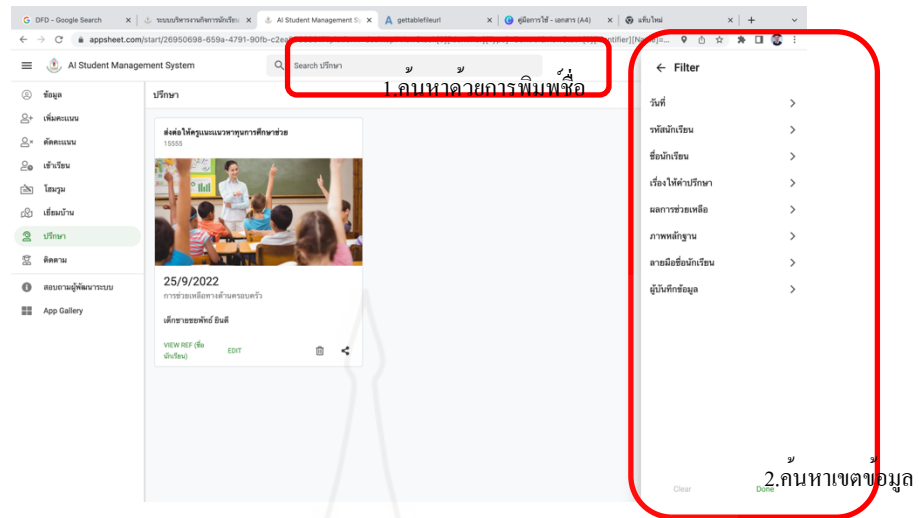 DFD - Google Search
ระบบบริหารงานกิจการนักเรียน
AI Student Management Sy
gettablefileurl
คู่มือการใช้ - เอกสาร (A4)
แท็บใหม่
AI Student Management System
Search ปรึกษา
1.ค้นหาด้วยการพิมพ์ชื่อ
ข้อมูล
เพิ่มคะแนน
ตัดคะแนน
เข้าเรียน
โฮมรูม
เยี่ยมบ้าน
ปรึกษา
ติดตาม
สอบถามผู้พัฒนาระบบ
App Gallery
ปรึกษา
ส่งต่อให้ครูแนะแนวหาทุนการศึกษาช่วย
15555
25/9/2022
การช่วยเหลือทางด้านครอบครัว
เด็กชายชยพัทธ์ ยินดี
VIEW REF (ชื่อ
นักเรียน)
EDIT
Filter
วันที่
รหัสนักเรียน
ชื่อนักเรียน
เรื่องให้คำปรึกษา
ผลการช่วยเหลือ
ภาพหลักฐาน
ลายมือชื่อนักเรียน
ผู้บันทึกข้อมูล
2.ค้นหาเขตข้อมูล
Clear
Done